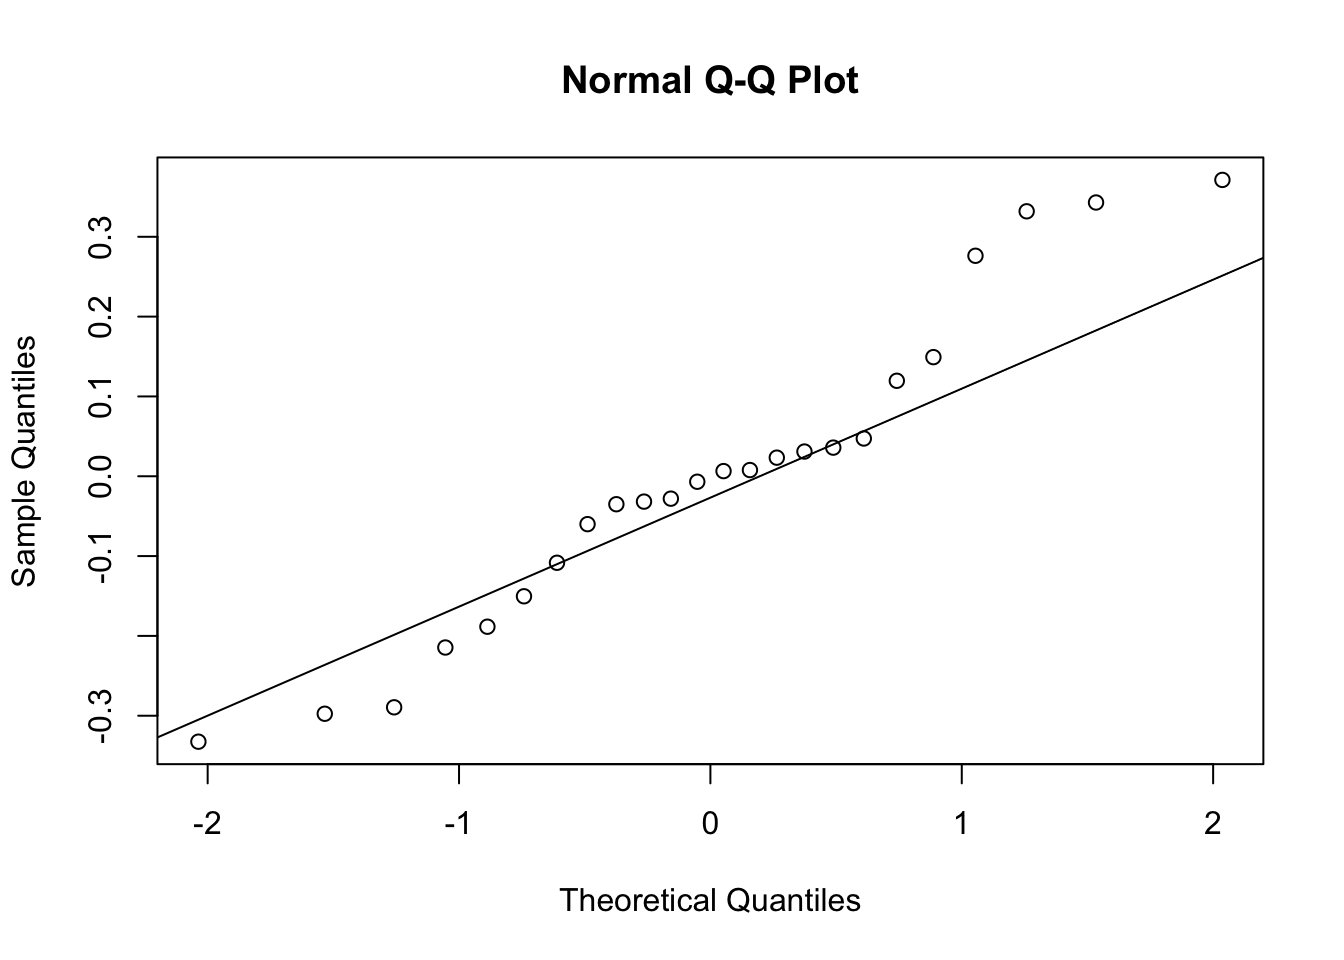 Normal Q-Q Plot
Sample Quantiles
0.3
0.2
0.1
0.0
-0.1
-0.3
-2 -1 0 1 2
Theoretical Quantiles